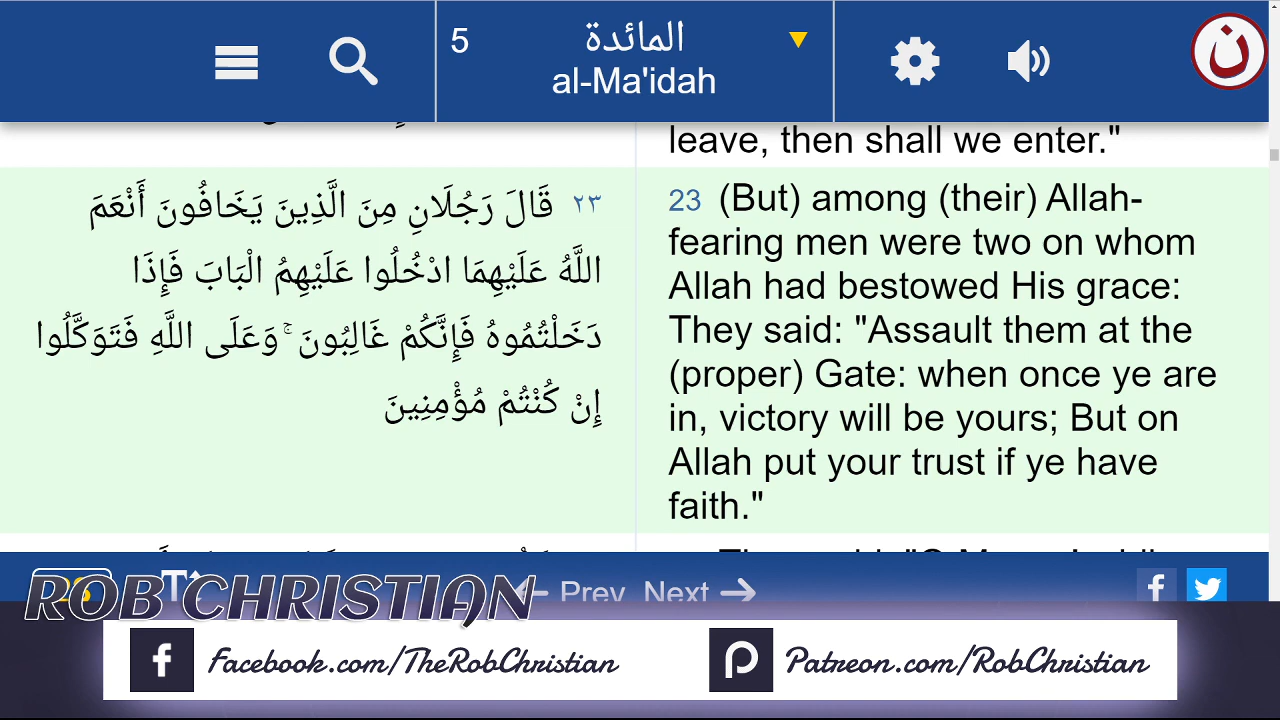 5
المائدة
al-Ma'idah
ن
leave, then shall we enter."
٢٣ قَالَ رَجُلَانِ مِنَ الَّذِينَ يَخَافُونَ أَنْعَمَ
اللَّهُ عَلَيْهِمَا ادْخُلُوا عَلَيْهِمُ الْبَابَ فَإِذَا
دَخَلْتُمُوهُ فَإِنَّكُمْ غَالِبُونَ ۚ وَعَلَى اللَّهِ فَتَوَكَّلُوا
إِنْ كُنْتُمْ مُؤْمِنِينَ
23 (But) among (their) Allah-
fearing men were two on whom
Allah had bestowed His grace:
They said: "Assault them at the
(proper) Gate: when once ye are
in, victory will be yours; But on
Allah put your trust if ye have
faith."
Prev Next
ROB CHRISTIAN
Facebook.com/TheRobChristian
Patreon.com/RobChristian